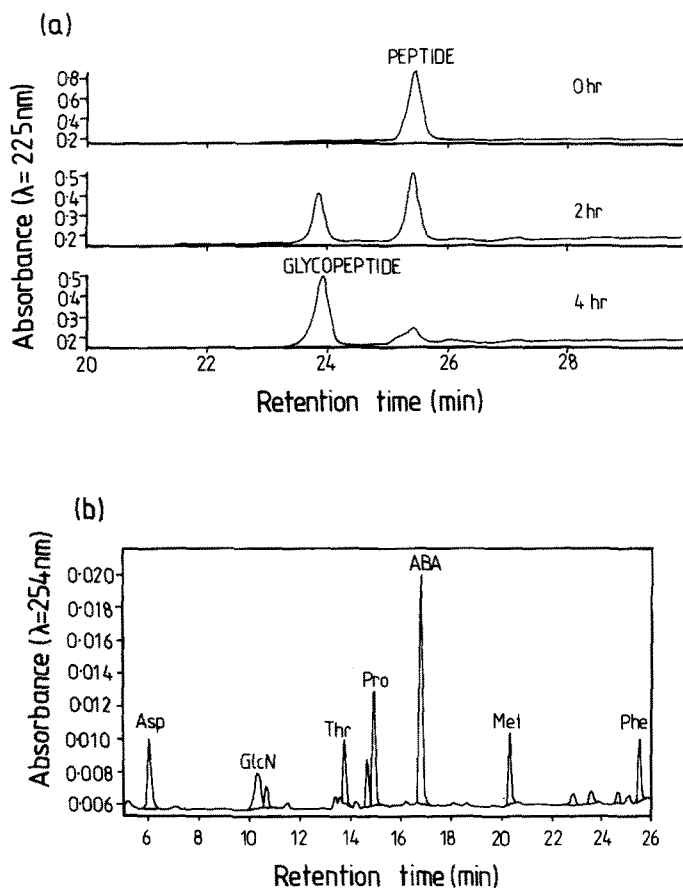 (a)
PEPTIDE
0·8
0·6
0·4
0·2
0hr
0·5
0·4
0·3
0·2
2hr
GLYCOPEPTIDE
0·5
0·4
0·3
0·2
4 hr
Absorbance (λ= 225nm)
20 22 24 26 28
Retention time (min)
(b)
0·020
0·018
0·016
0·014
0·012
0·010
0·008
0·006
Absorbance (λ=254nm)
Asp
GlcN
Thr
Pro
ABA
Met
Phe
6 8 10 12 14 16 18 20 22 24 26
Retention time (min)